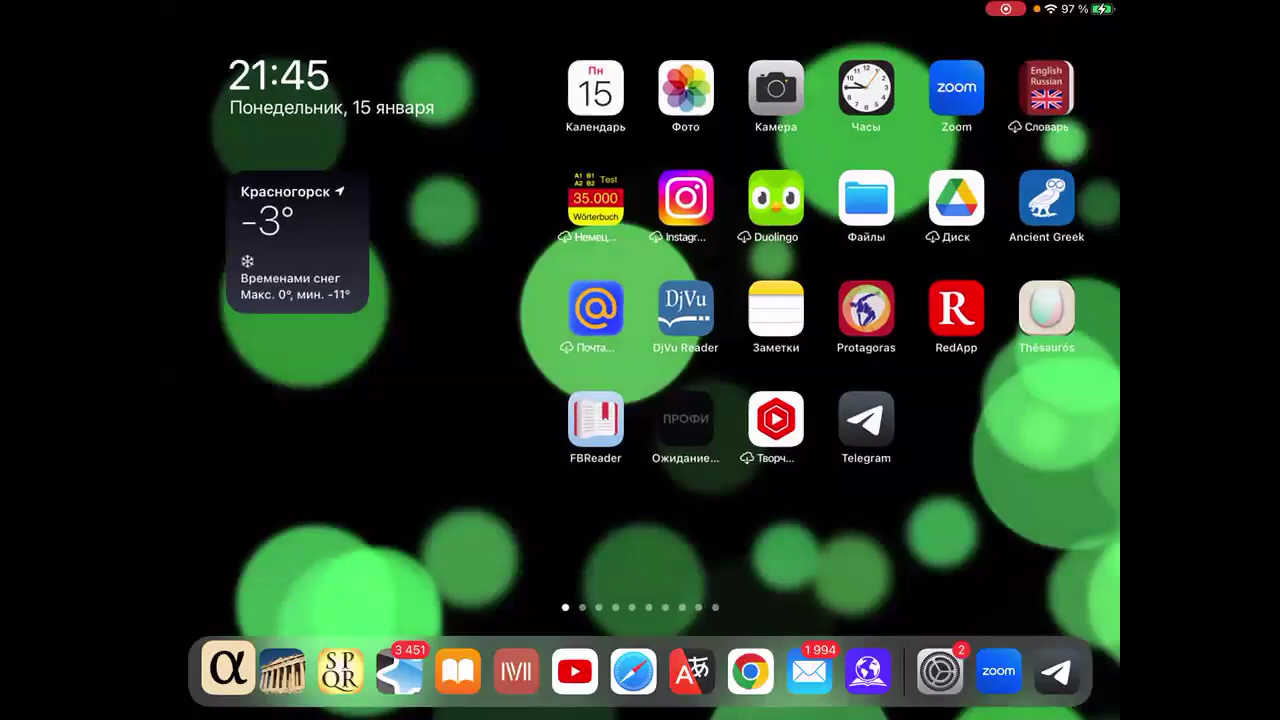 97 %
21:45
Понедельник, 15 января
Красногорск
-3°
Временами снег
Макс. 0°, мин. -11°
Пн
15
Календарь
Фото
Камера
Часы
zoom
Zoom
English
Russian
Словарь
A1 B1 Test
A2 B2
35.000
Wörterbuch
Немец...
Instagr...
Duolingo
Файлы
Диск
Ancient Greek
Почта...
DjVu
DjVu Reader
Заметки
Protagoras
R
RedApp
Thēsaurós
FBReader
ПРОФИ
Ожидание...
Творч...
Telegram
α
SP
QR
3 451
あ
1 994
2
zoom